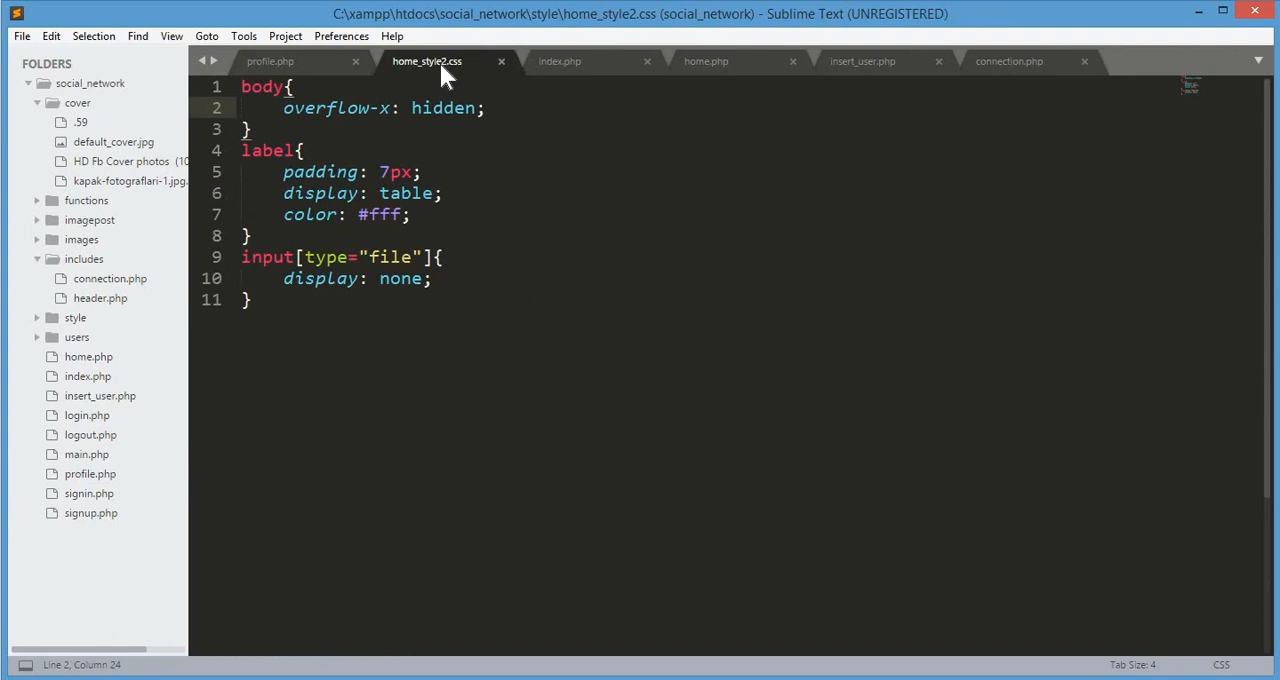 C:\xampp\htdocs\social_network\style\home_style2.css (social_network) - Sublime Text (UNREGISTERED)
File Edit Selection Find View Goto Tools Project Preferences Help
FOLDERS
social_network
cover
.59
default_cover.jpg
HD Fb Cover photos (10
kapak-fotograflari-1.jpg.
functions
imagepost
images
includes
connection.php
header.php
style
users
home.php
index.php
insert_user.php
login.php
logout.php
main.php
profile.php
signin.php
signup.php
profile.php home_style2.css index.php home.php insert_user.php connection.php
1 body{
2 overflow-x: hidden;
3 }
4 label{
5 padding: 7px;
6 display: table;
7 color: #fff;
8 }
9 input[type="file"]{
10 display: none;
11 }
Line 2, Column 24 Tab Size: 4 CSS